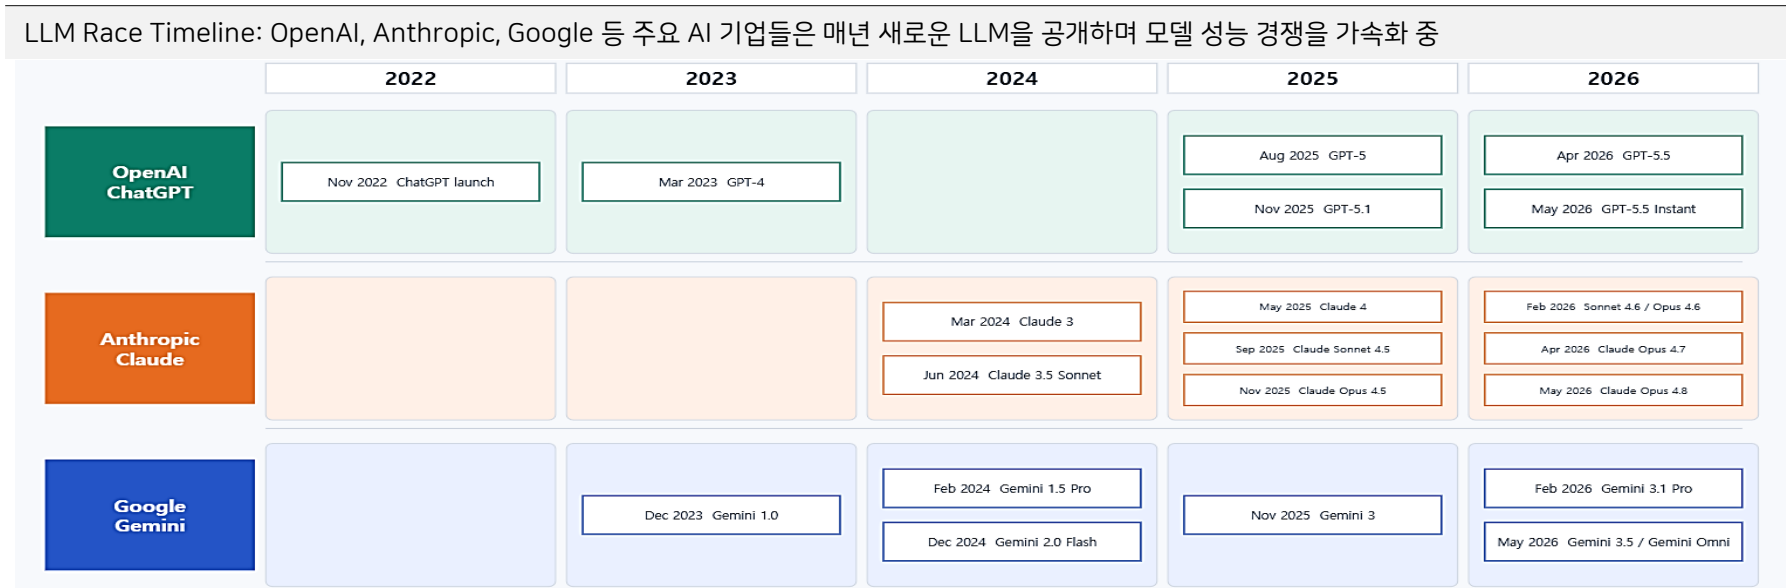 LLM Race Timeline: OpenAI, Anthropic, Google 등 주요 AI 기업들은 매년 새로운 LLM을 공개하며 모델 성능 경쟁을 가속화 중
2022
2023
2024
2025
2026
OpenAI
ChatGPT
Nov 2022 ChatGPT launch
Mar 2023 GPT-4
Aug 2025 GPT-5
Nov 2025 GPT-5.1
Apr 2026 GPT-5.5
May 2026 GPT-5.5 Instant
Anthropic
Claude
Mar 2024 Claude 3
Jun 2024 Claude 3.5 Sonnet
May 2025 Claude 4
Sep 2025 Claude Sonnet 4.5
Nov 2025 Claude Opus 4.5
Feb 2026 Sonnet 4.6 / Opus 4.6
Apr 2026 Claude Opus 4.7
May 2026 Claude Opus 4.8
Google
Gemini
Dec 2023 Gemini 1.0
Feb 2024 Gemini 1.5 Pro
Dec 2024 Gemini 2.0 Flash
Nov 2025 Gemini 3
Feb 2026 Gemini 3.1 Pro
May 2026 Gemini 3.5 / Gemini Omni